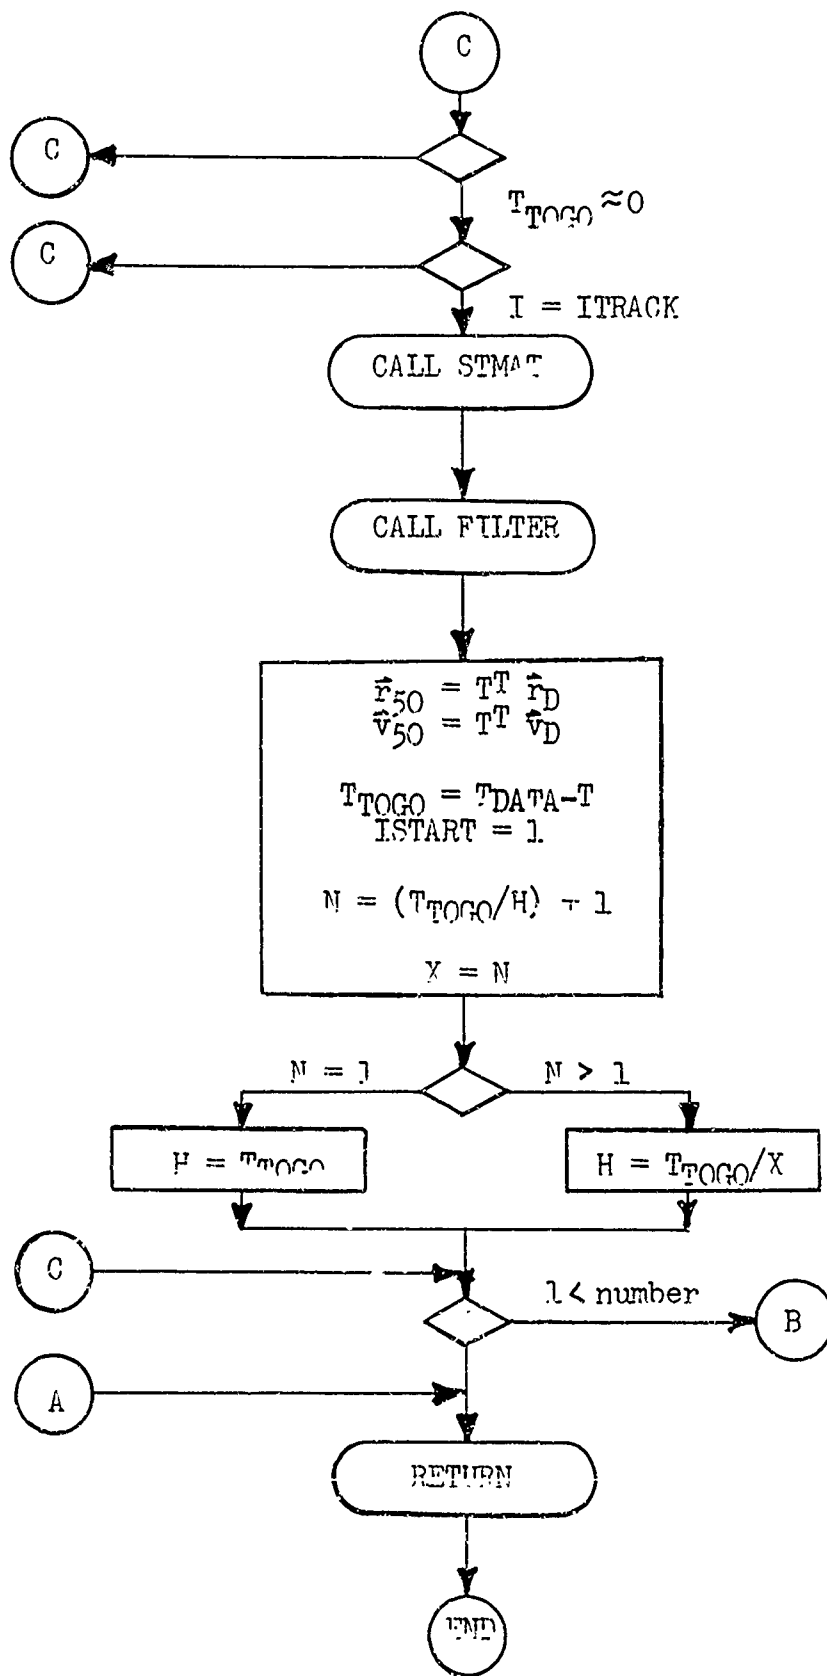 C
C
T_TOGO ≈ 0
C
I = ITRACK
CALL STMAT
CALL FILTER
r⃗_50 = T^T r⃗_D
v⃗_50 = T^T v⃗_D
T_TOGO = T_DATA-T
ISTART = 1
N = (T_TOGO/H) + 1
X = N
N = 1
N > 1
H = T_TOGO
H = T_TOGO/X
C
1 < number
B
A
RETURN
END